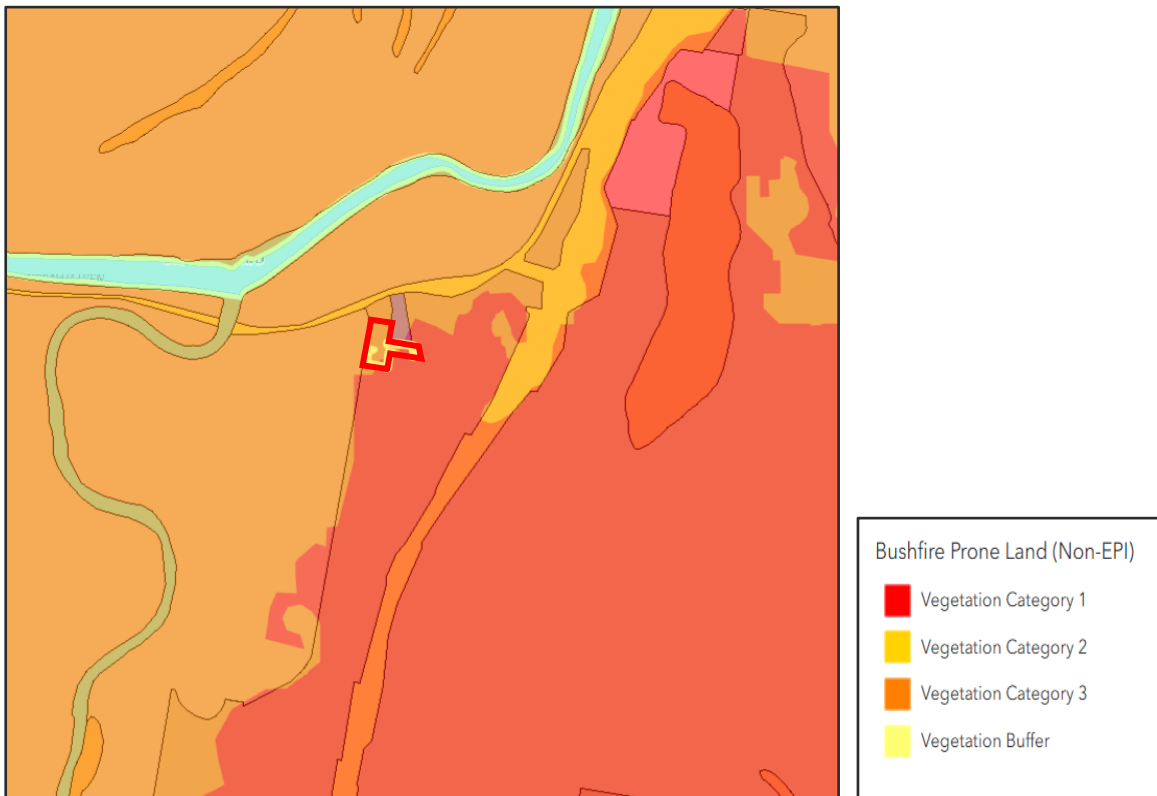 Bushfire Prone Land (Non-EPI)
Vegetation Category 1
Vegetation Category 2
Vegetation Category 3
Vegetation Buffer